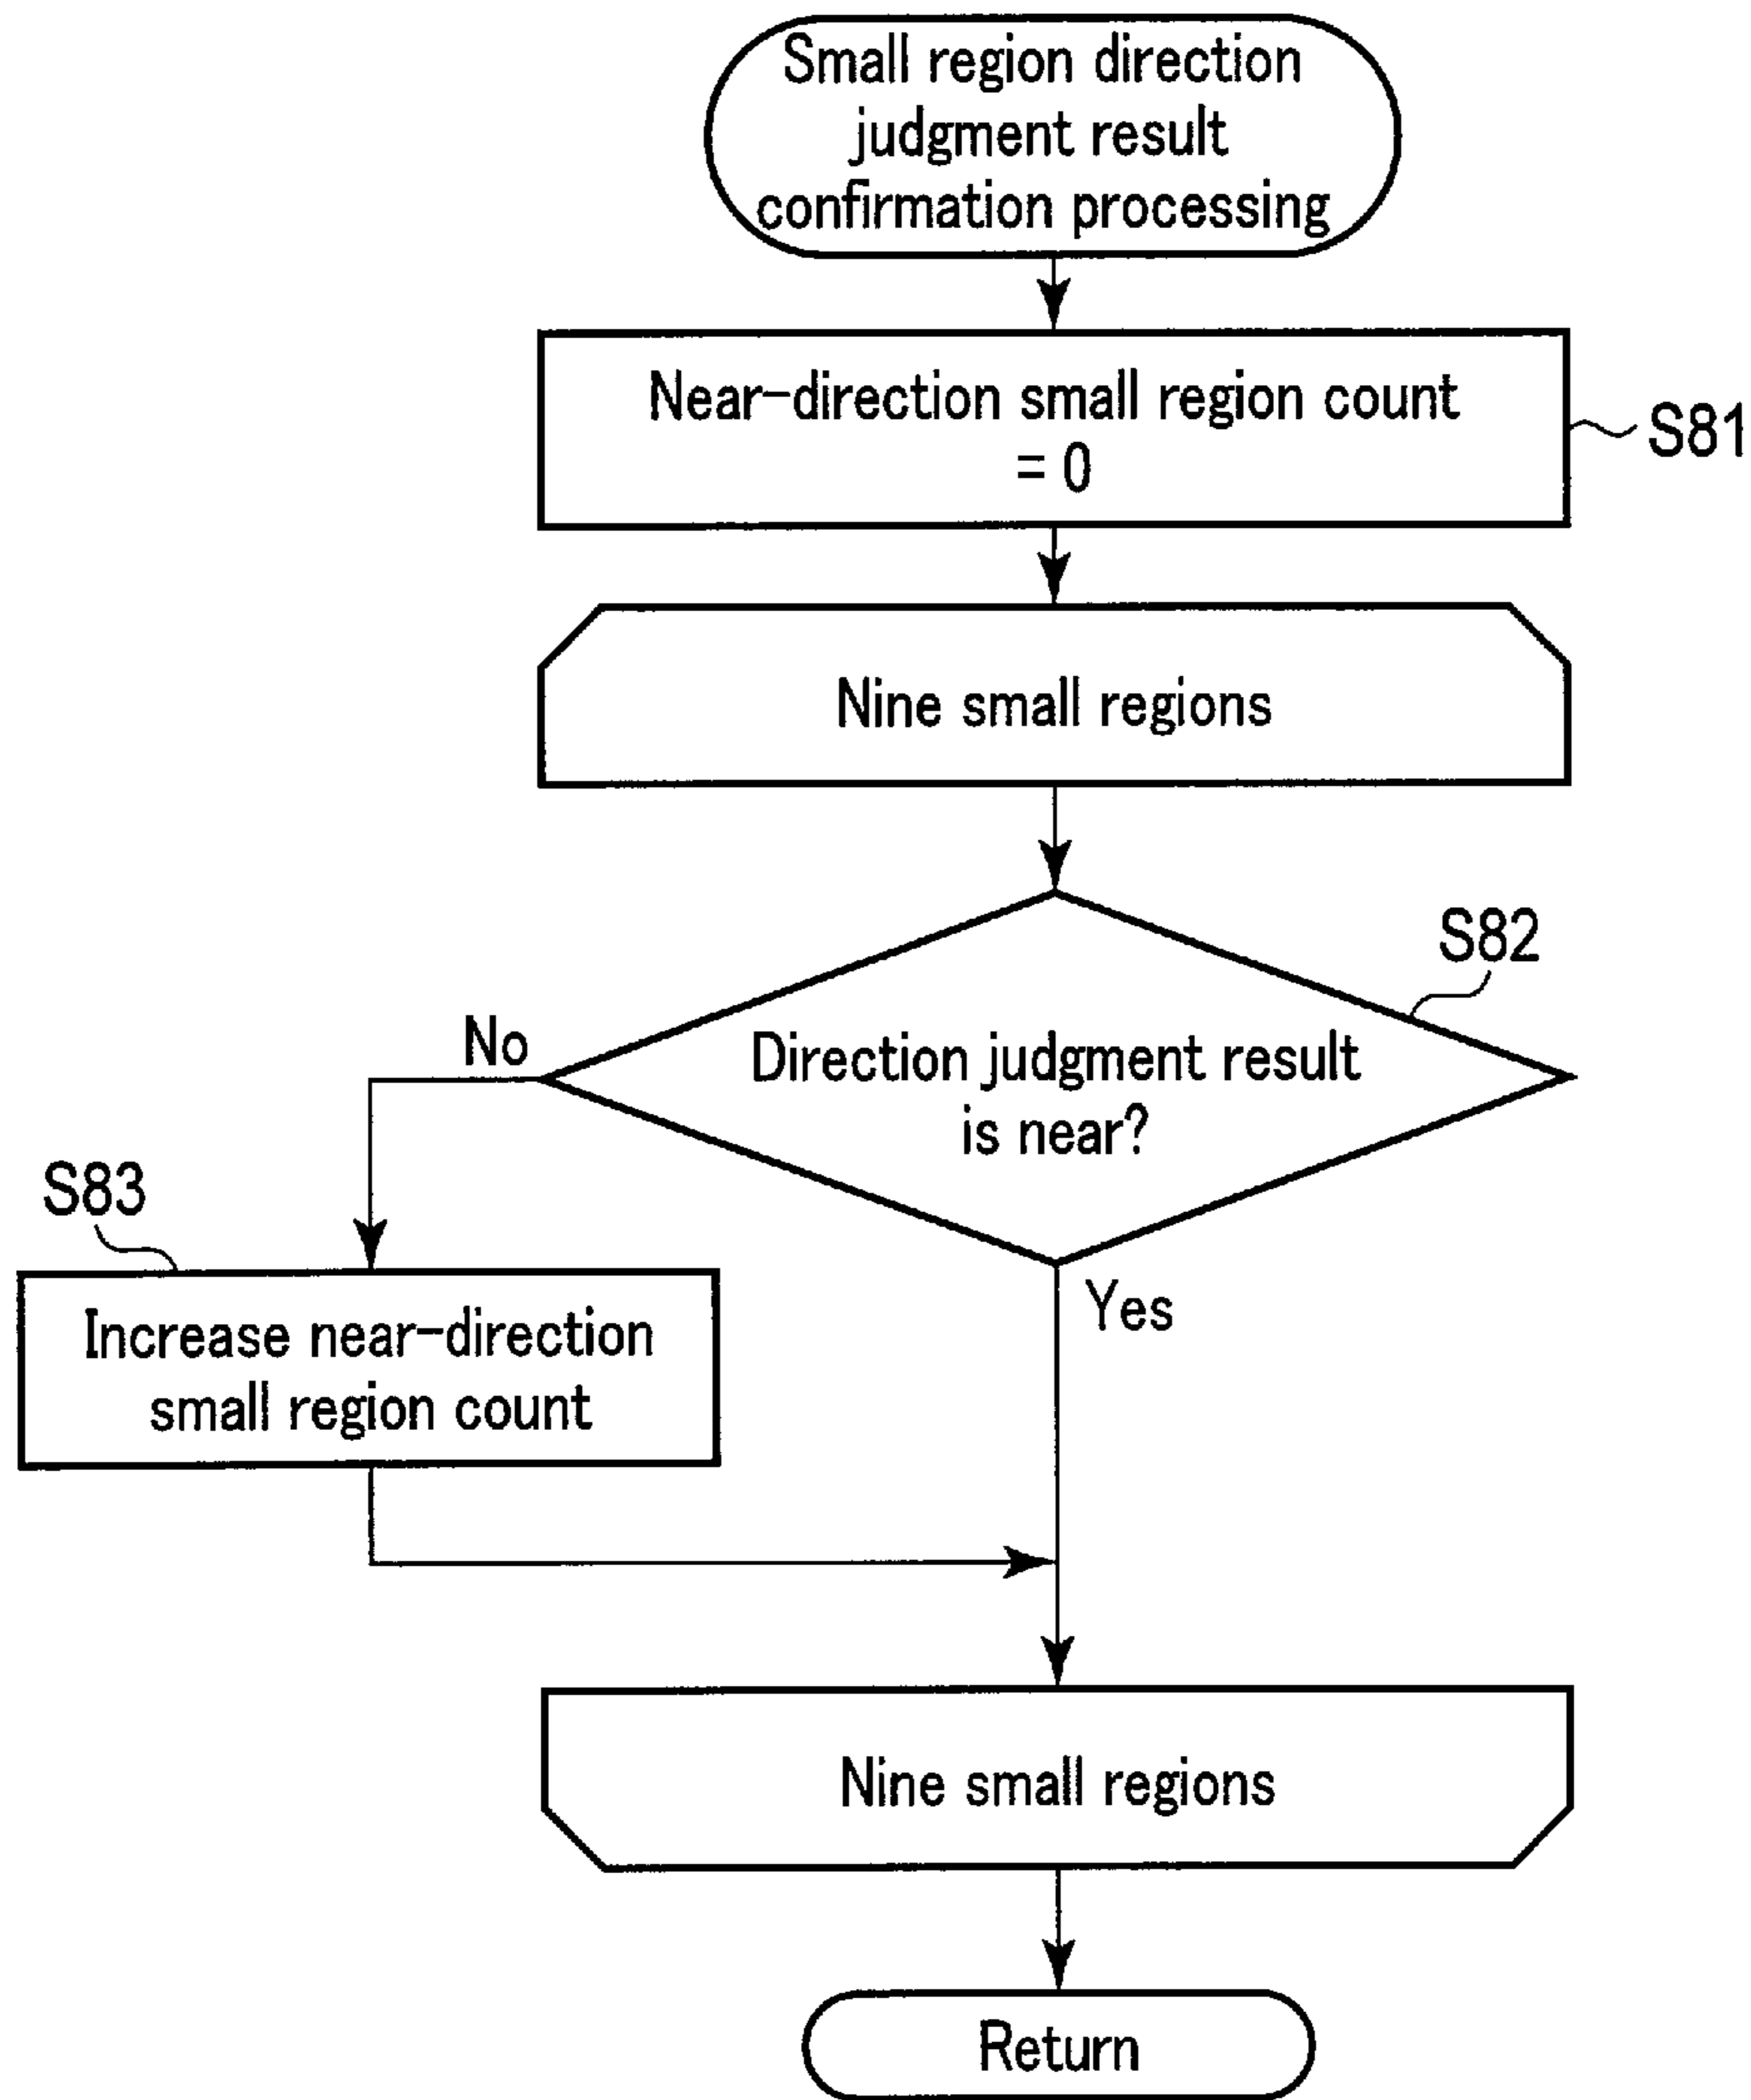 Small region direction
judgment result
confirmation processing
Near-direction small region count
= 0
S81
Nine small regions
S82
Direction judgment result
is near?
No
Yes
S83
Increase near-direction
small region count
Nine small regions
Return